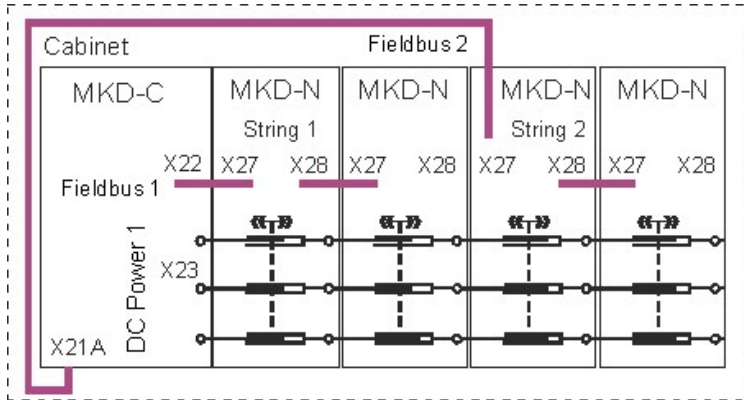 Cabinet Fieldbus 2
MKD-C MKD-N MKD-N MKD-N MKD-N
String 1 String 2
X22 X27 X28 X27 X28 X27 X28 X27 X28
Fieldbus 1
DC Power 1
X23
X21A